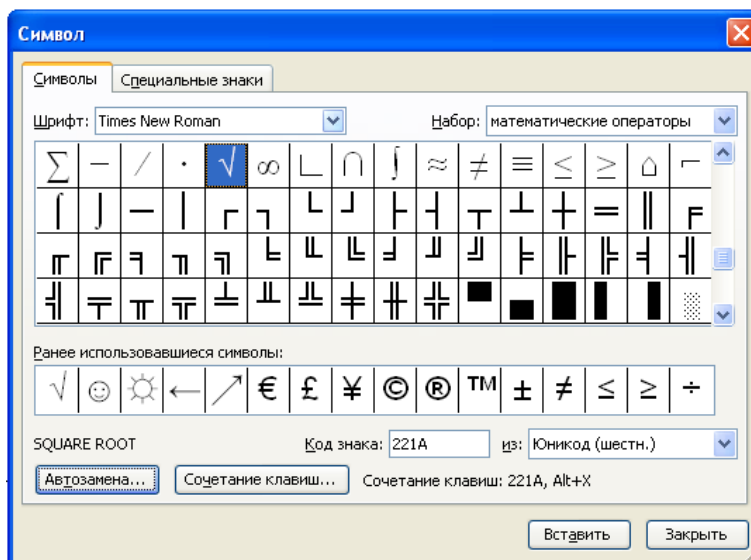 Символ
Символы Специальные знаки
Шрифт: Times New Roman Набор: математические операторы
∑ − ∕ ∙ √ ∞ ∟ ∩ ∫ ≈ ≠ ≡ ≤ ≥ ⌂ ⌐
⌠ ⌡ ─ │ ┌ ┐ └ ┘ ├ ┤ ┬ ┴ ┼ ═ ║ ╒
╓ ╔ ╕ ╖ ╗ ╘ ╙ ╚ ╛ ╜ ╝ ╞ ╟ ╠ ╡ ╢
╣ ╤ ╥ ╦ ╧ ╨ ╩ ╪ ╫ ╬ ▀ ▄ █ ▌ ▐ ░
Ранее использовавшиеся символы:
√ ☺ ☼ ← ↗ € £ ¥ © ® ™ ± ≠ ≤ ≥ ÷
SQUARE ROOT Код знака: 221A из: Юникод (шестн.)
Автозамена... Сочетание клавиш... Сочетание клавиш: 221A, Alt+X
Вставить Закрыть